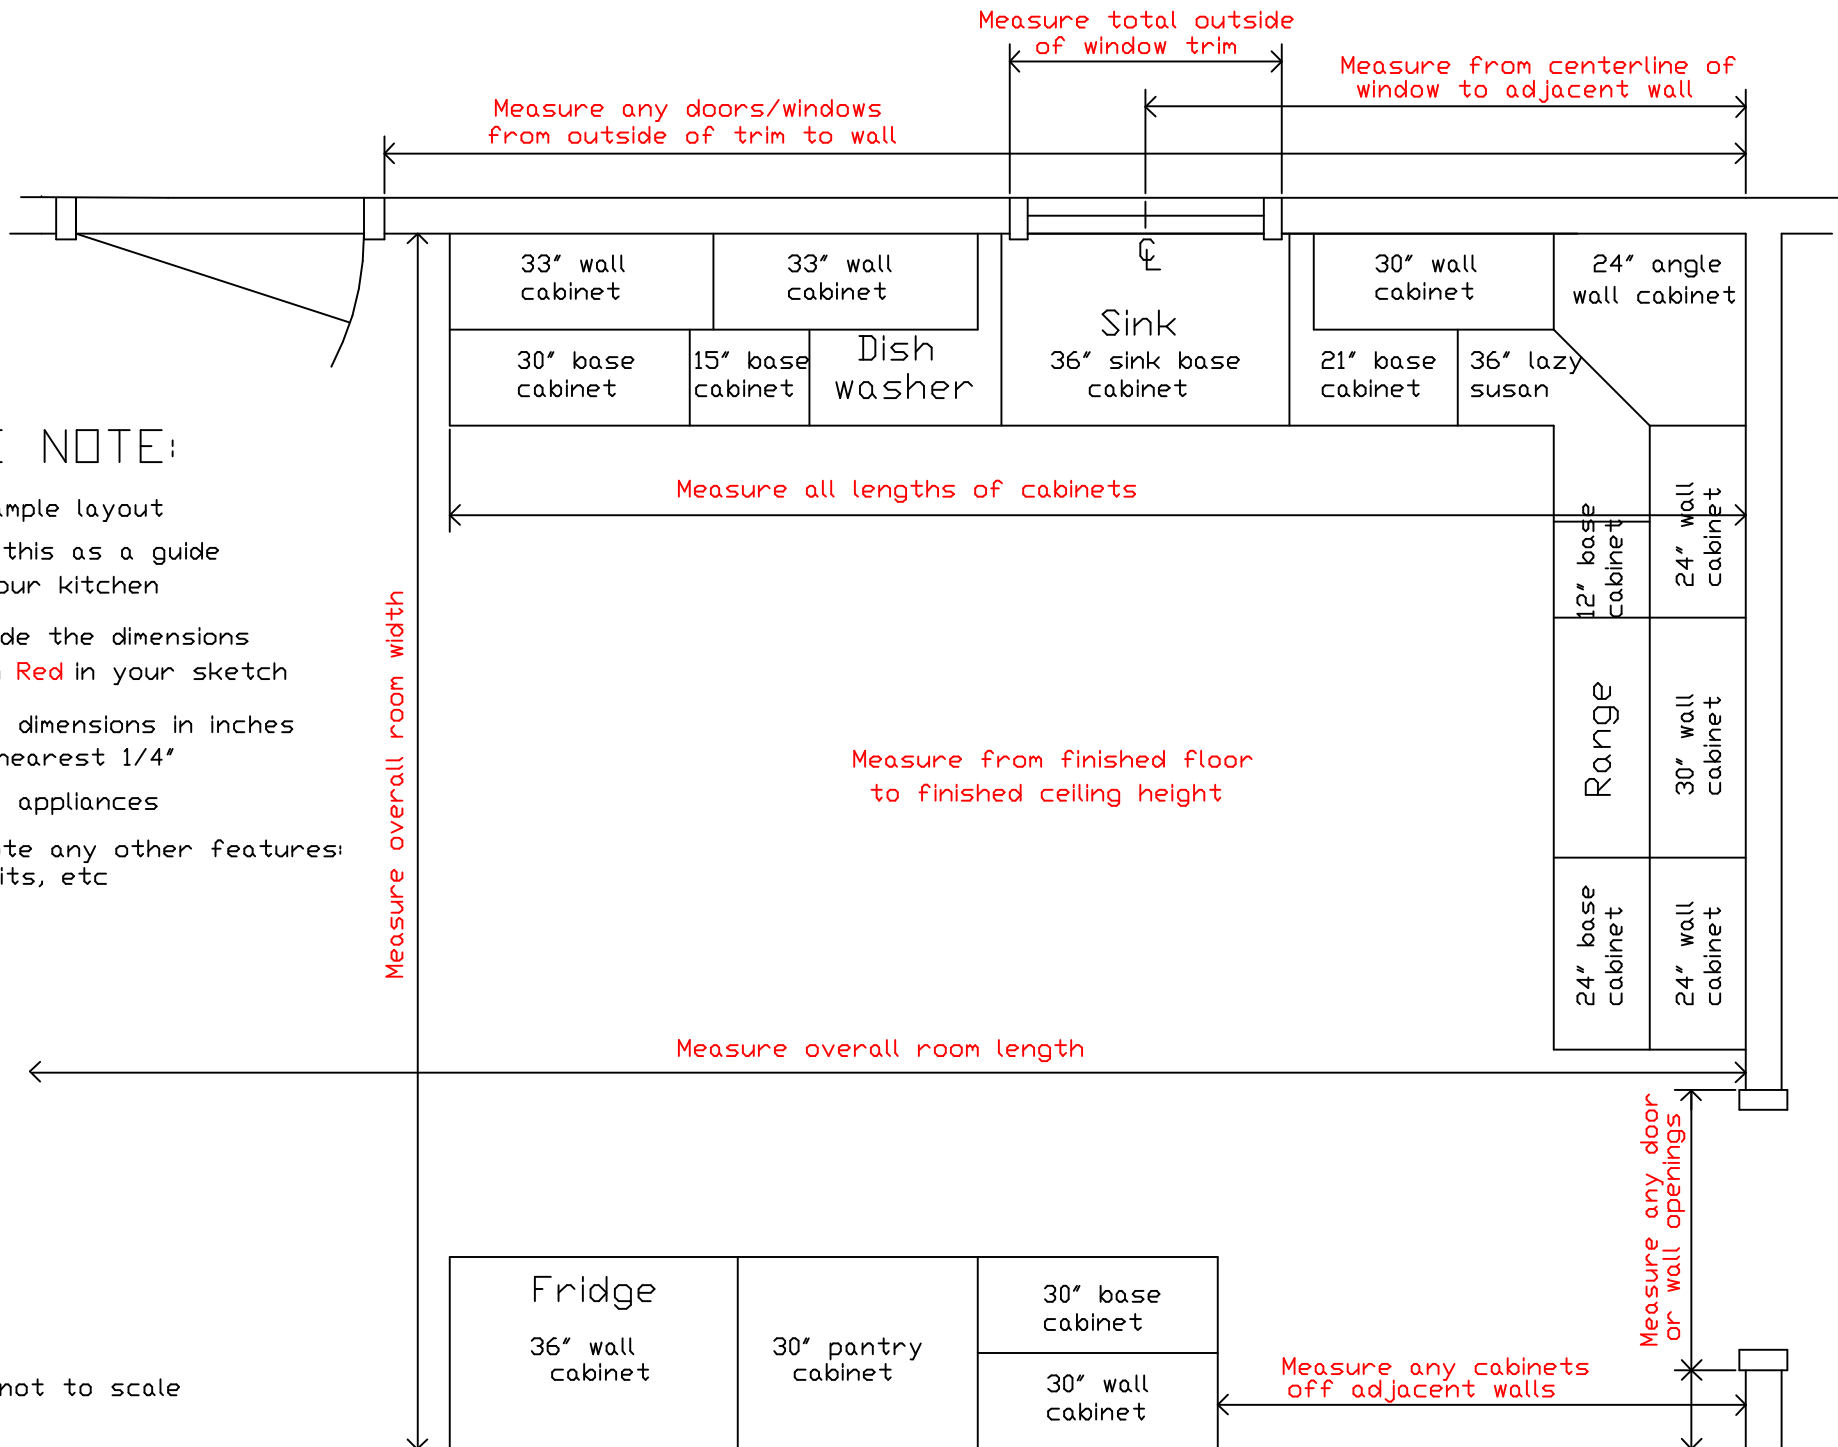 Measure total outside
of window trim
Measure from centerline of
window to adjacent wall
Measure any doors/windows
from outside of trim to wall
33" wall
cabinet
33" wall
cabinet
CL
30" wall
cabinet
24" angle
wall cabinet
Sink
36" sink base
cabinet
30" base
cabinet
15" base
cabinet
Dish
washer
21" base
cabinet
36" lazy
susan
NOTE:
layout
this as a guide
kitchen
the dimensions
Red in your sketch
dimensions in inches
nearest 1/4"
appliances
any other features:
etc
not to scale
Measure all lengths of cabinets
12" base
cabinet
24" wall
cabinet
Measure overall room width
Measure from finished floor
to finished ceiling height
Range
30" wall
cabinet
24" base
cabinet
24" wall
cabinet
Measure overall room length
Measure any door
or wall openings
Fridge
36" wall
cabinet
30" pantry
cabinet
30" base
cabinet
30" wall
cabinet
Measure any cabinets
off adjacent walls